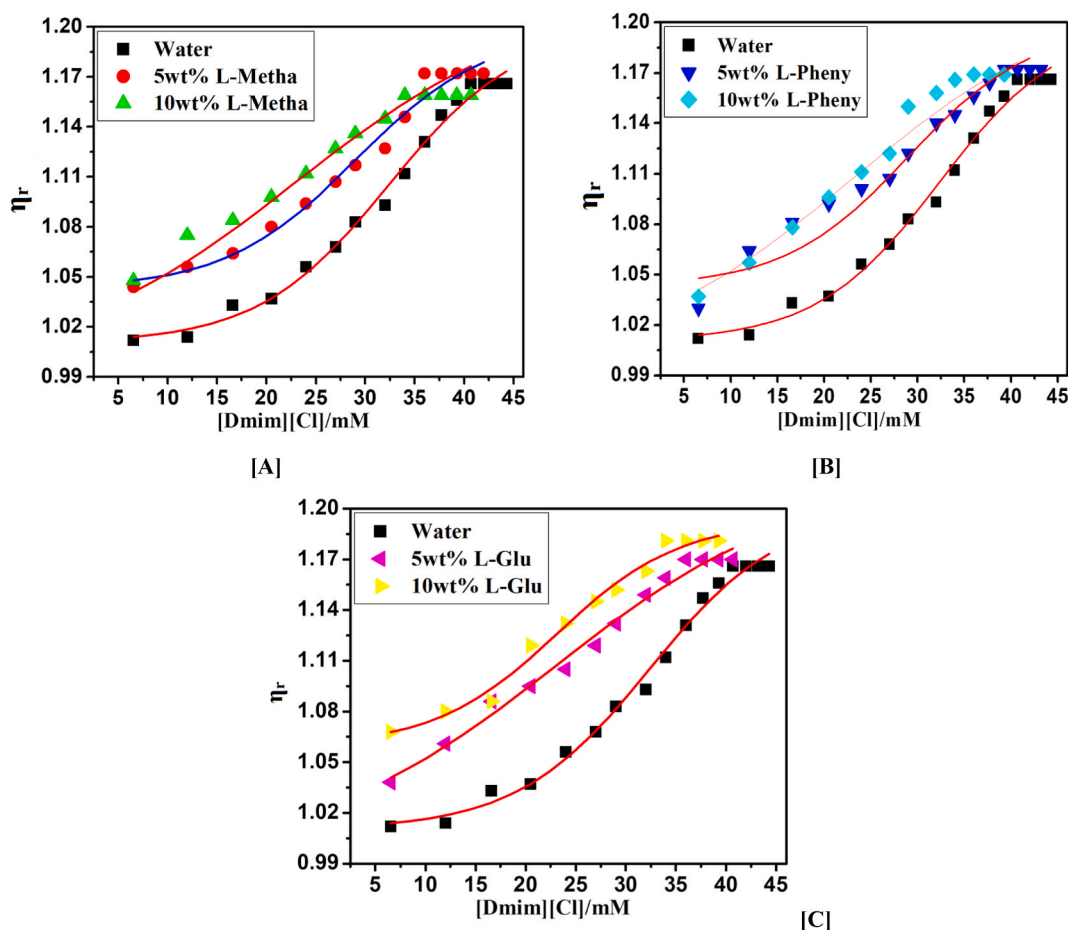 1.20
1.17
1.14
1.11
1.08
1.05
1.02
0.99
ηr
Water
5wt% L-Metha
10wt% L-Metha
5 10 15 20 25 30 35 40 45
[Dmim][Cl]/mM
[A]
1.20
1.17
1.14
1.11
1.08
1.05
1.02
0.99
ηr
Water
5wt% L-Pheny
10wt% L-Pheny
5 10 15 20 25 30 35 40 45
[Dmim][Cl]/mM
[B]
1.20
1.17
1.14
1.11
1.08
1.05
1.02
0.99
ηr
Water
5wt% L-Glu
10wt% L-Glu
5 10 15 20 25 30 35 40 45
[Dmim][Cl]/mM
[C]